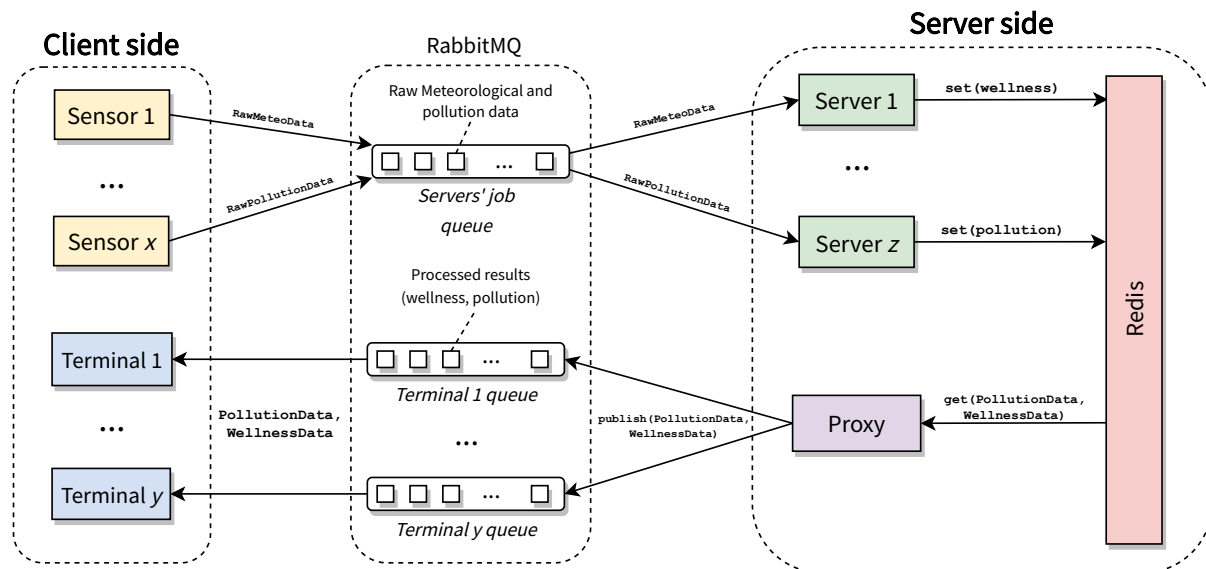 Client side
RabbitMQ
Server side
Sensor 1
...
Sensor x
RawMeteoData
RawPollutionData
Raw Meteorological and
pollution data
...
Servers' job
queue
RawMeteoData
RawPollutionData
Server 1
...
Server z
set(wellness)
set(pollution)
Redis
Processed results
(wellness, pollution)
Terminal 1
...
Terminal y
PollutionData,
WellnessData
...
Terminal 1 queue
...
...
Terminal y queue
publish(PollutionData,
WellnessData)
Proxy
get(PollutionData,
WellnessData)